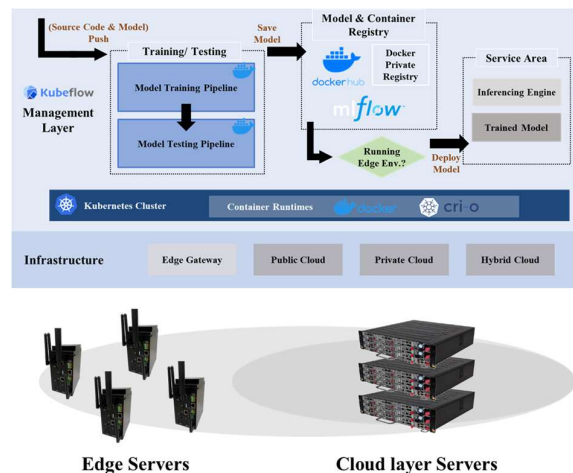 (Source Code & Model)
Push
Training/ Testing
Save
Model
Model & Container
Registry
dockerhub
Docker
Private
Registry
mlflow™
Service Area
Inferencing Engine
Trained Model
Kubeflow
Management
Layer
Model Training Pipeline
Model Testing Pipeline
Running
Edge Env.?
Deploy
Model
Kubernetes Cluster
Container Runtimes
docker
cri-o
Infrastructure
Edge Gateway
Public Cloud
Private Cloud
Hybrid Cloud
Edge Servers
Cloud layer Servers